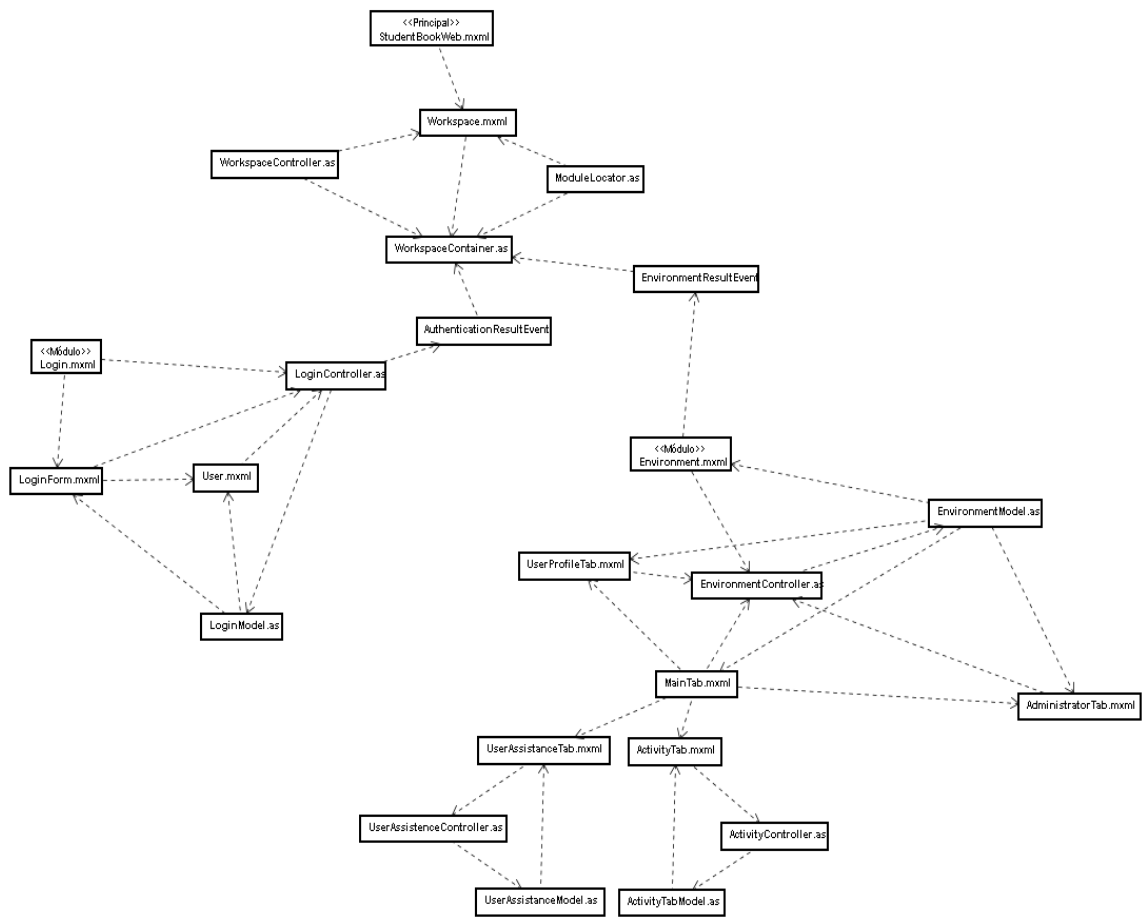 <<Principal>>
StudentBookWeb.mxml
Workspace.mxml
WorkspaceController.as
ModuleLocator.as
WorkspaceContainer.as
EnvironmentResultEvent
AuthenticationResultEvent
<<Módulo>>
Login.mxml
LoginController.as
<<Módulo>>
Environment.mxml
LoginForm.mxml
User.mxml
EnvironmentModel.as
UserProfileTab.mxml
EnvironmentController.as
LoginModel.as
MainTab.mxml
AdministratorTab.mxml
UserAssistanceTab.mxml
ActivityTab.mxml
UserAssistenceController.as
ActivityController.as
UserAssistanceModel.as
ActivityTabModel.as